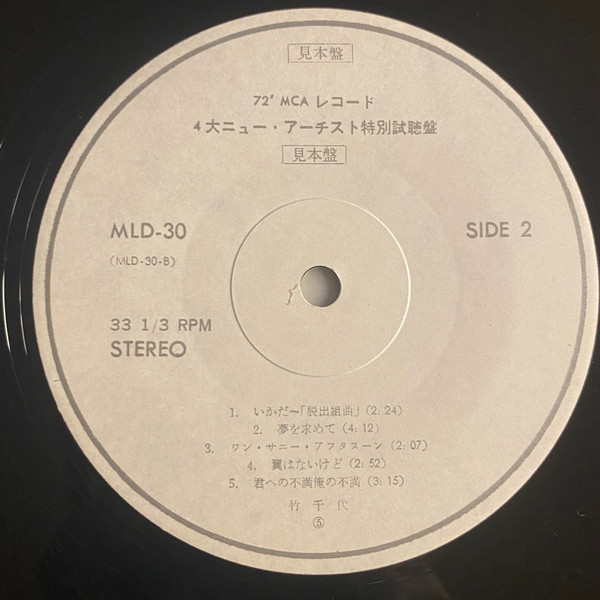 見本盤
72' MCA レコード
4大ニュー・アーチスト特別試聴盤
見本盤
MLD-30
SIDE 2
(MLD-30-B)
33 1/3 RPM
STEREO
1. いかだ〜「脱出組曲」(2:24)
2. 夢を求めて (4:12)
3. ワン・サニー・アフタヌーン (2:07)
4. 翼はないけど (2:52)
5. 君への不満俺の不満 (3:15)
竹千代
⑤